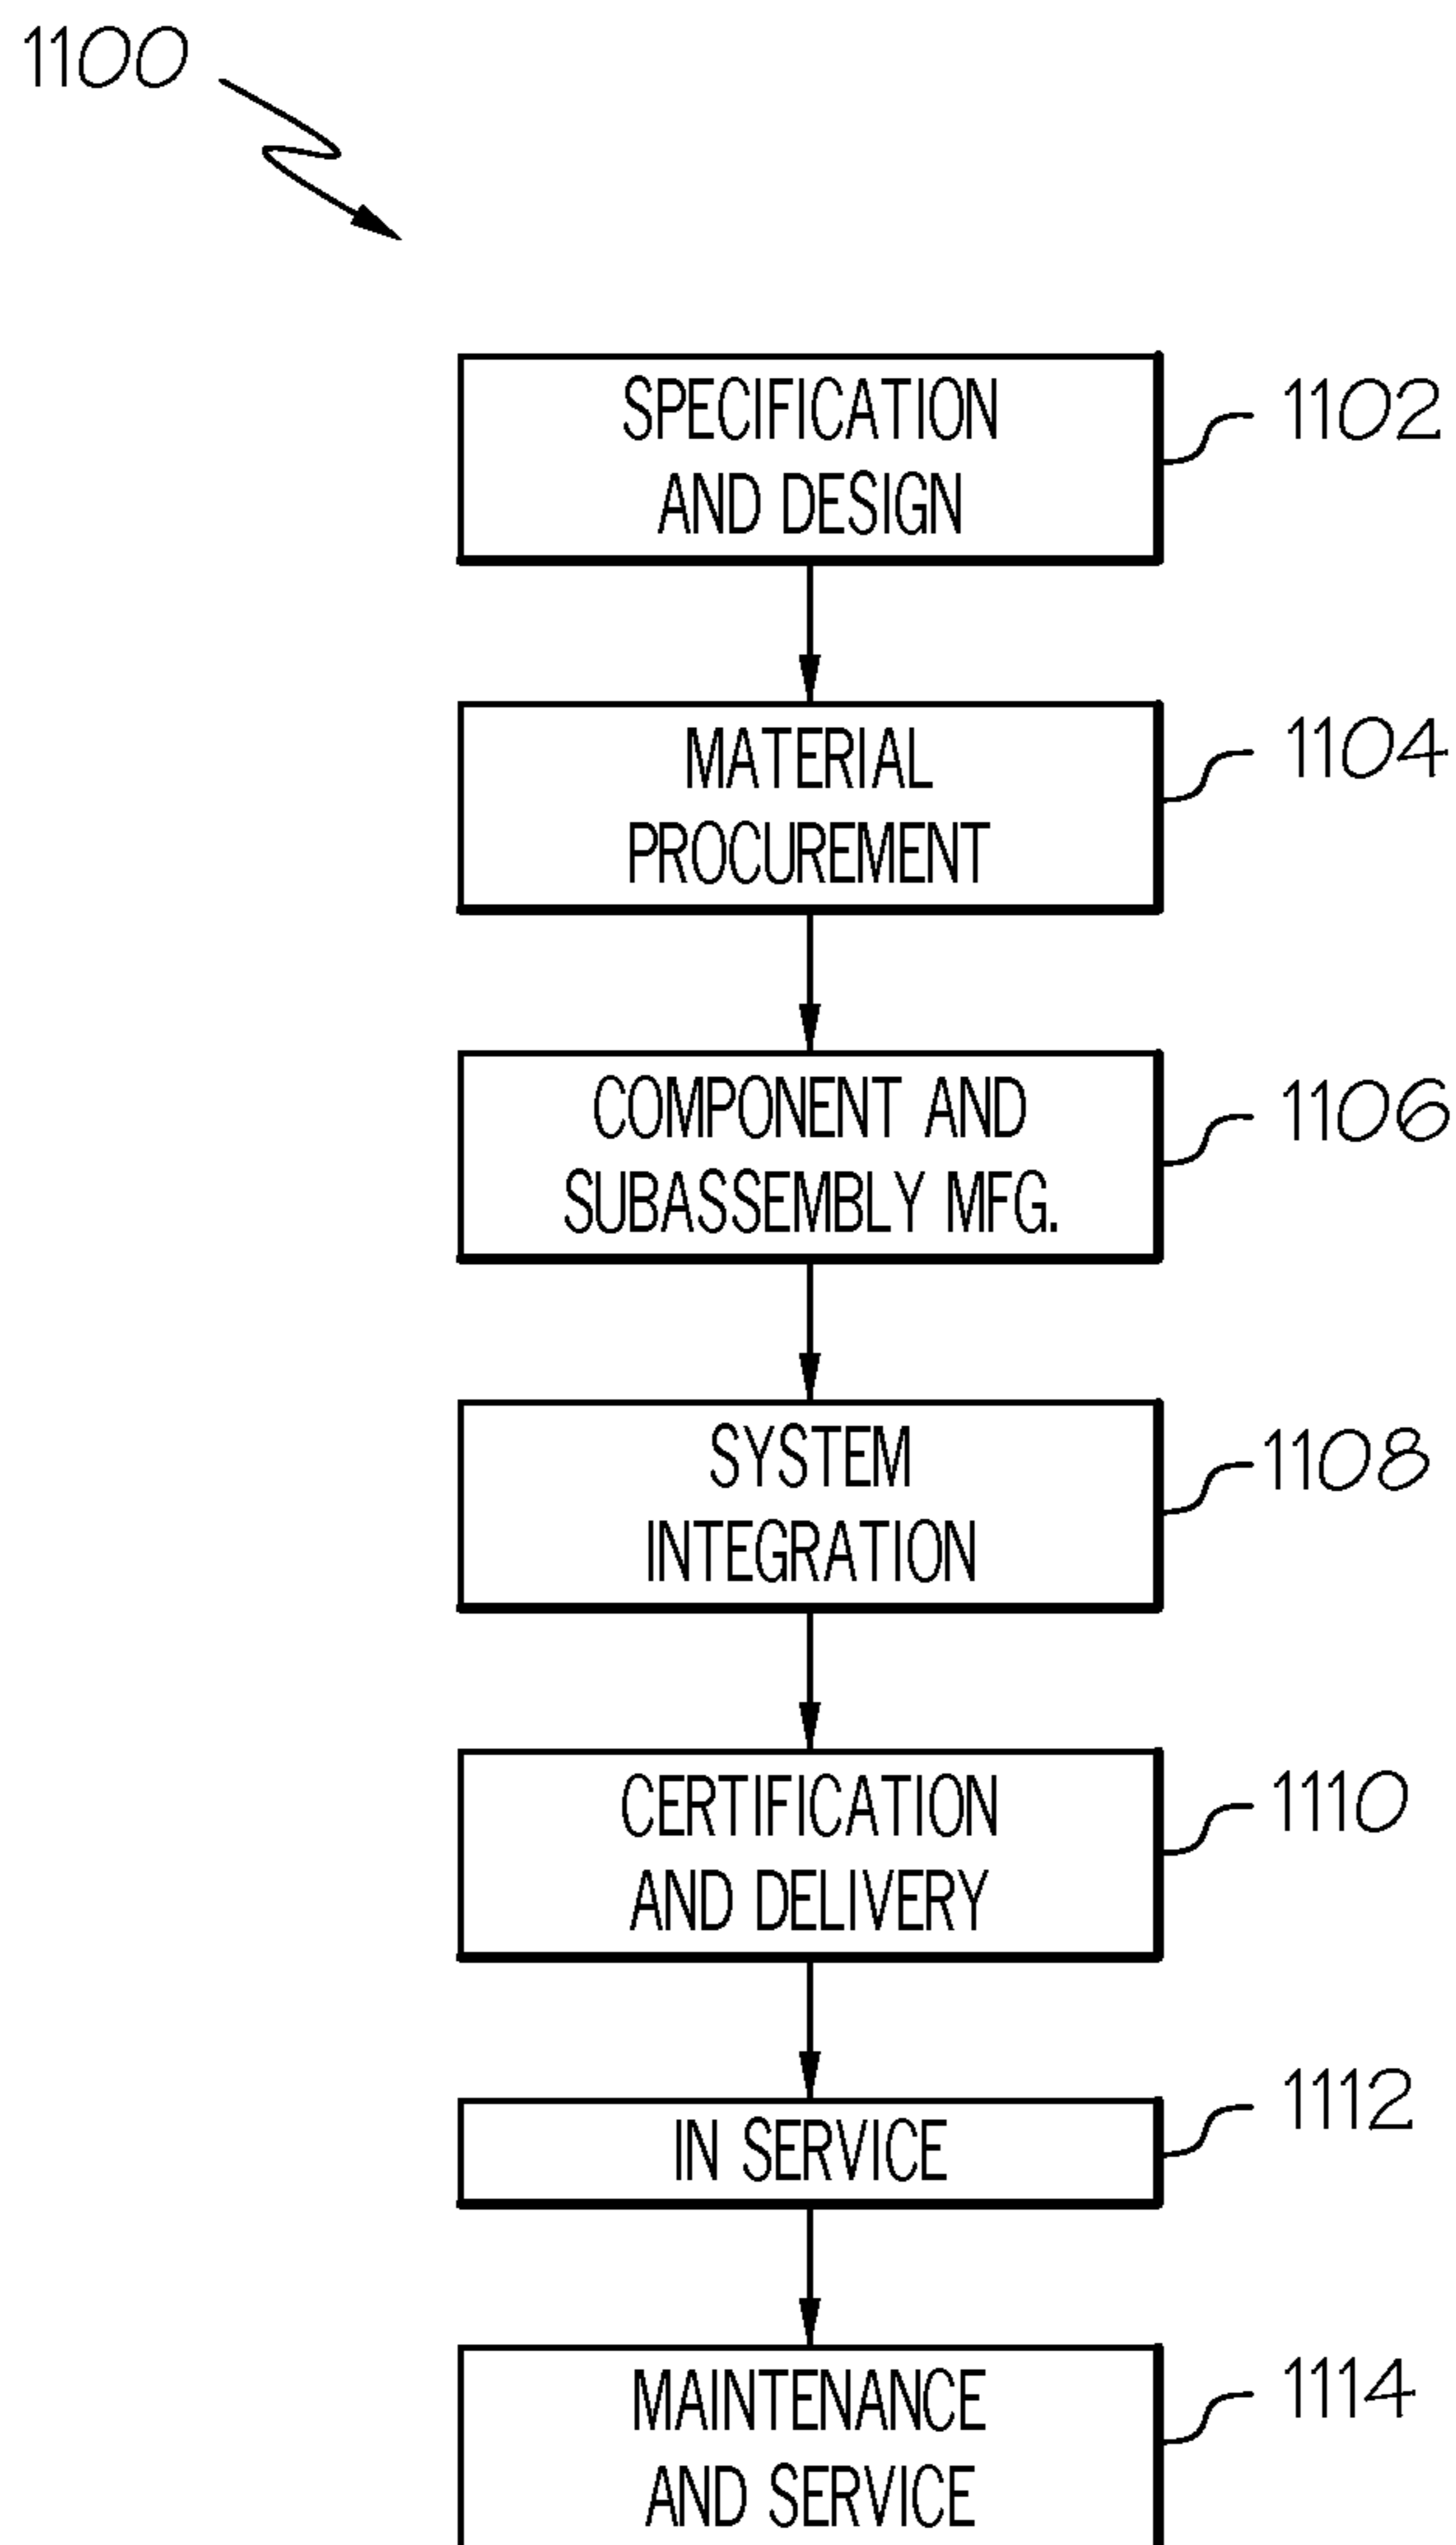 1100
SPECIFICATION
AND DESIGN
1102
MATERIAL
PROCUREMENT
1104
COMPONENT AND
SUBASSEMBLY MFG.
1106
SYSTEM
INTEGRATION
1108
CERTIFICATION
AND DELIVERY
1110
IN SERVICE
1112
MAINTENANCE
AND SERVICE
1114